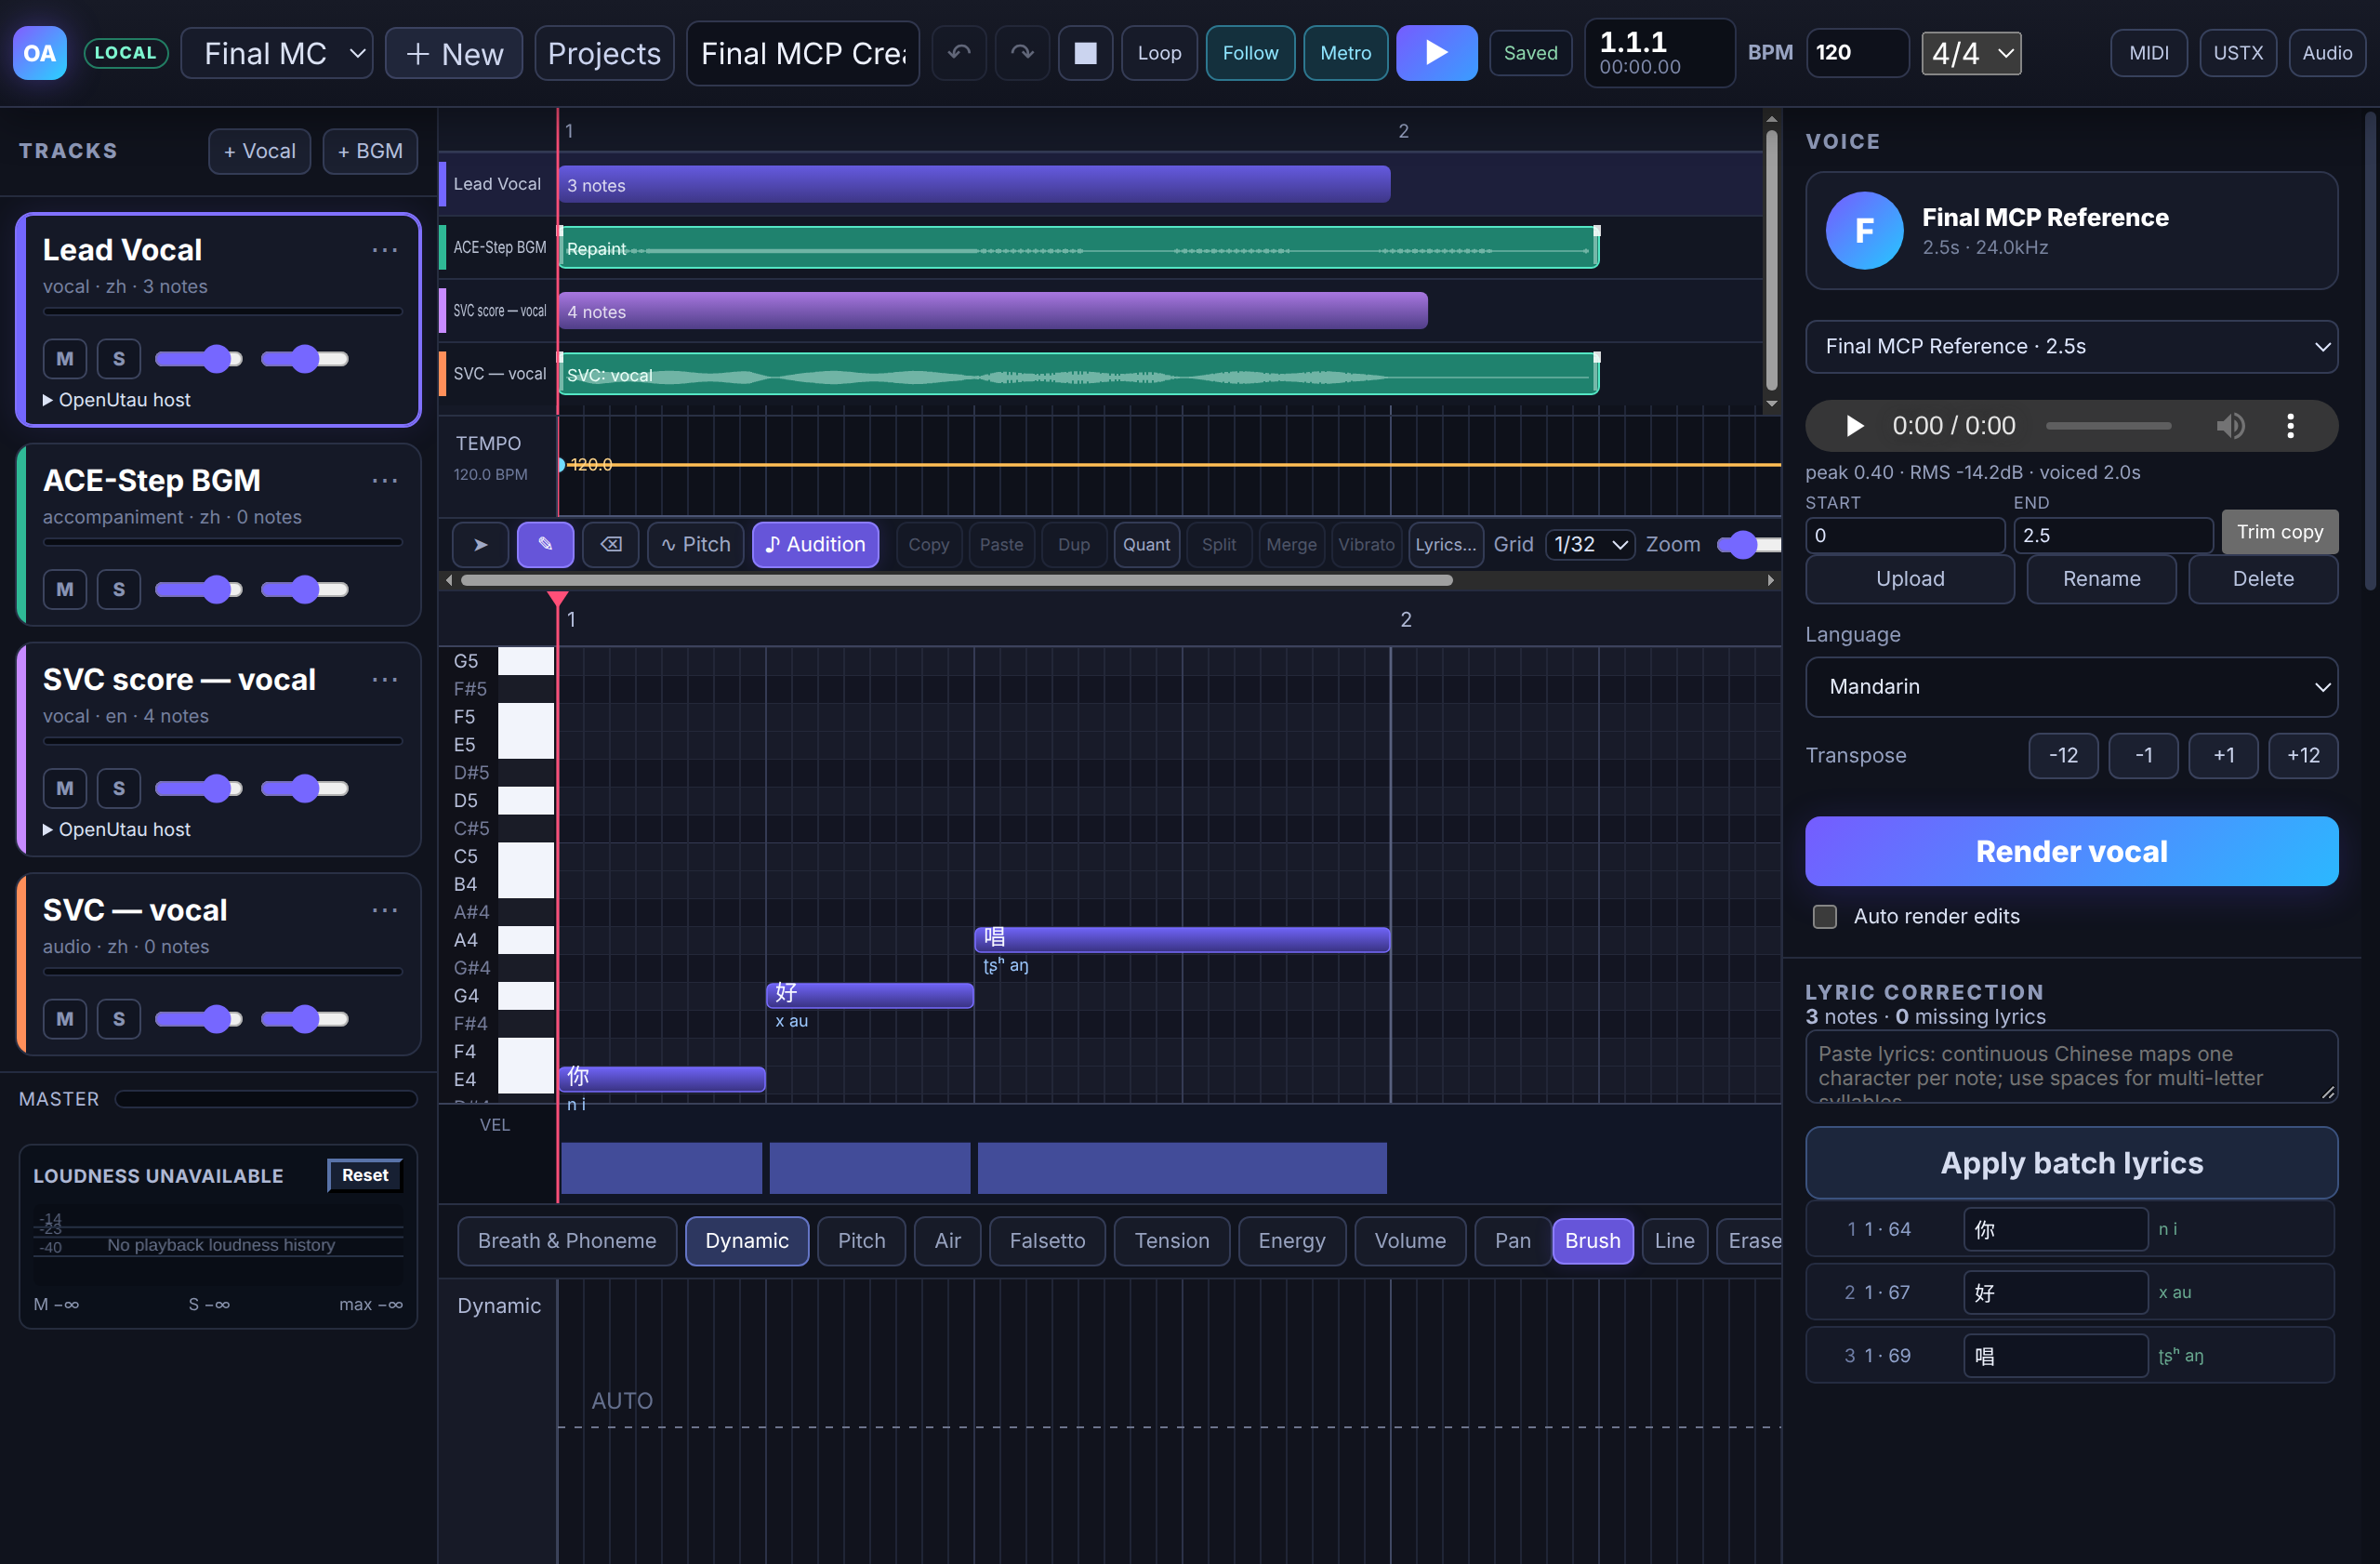 OA LOCAL Final MC + New Projects Final MCP Crea Loop Follow Metro Saved 1.1.1 BPM 120 4/4 MIDI USTX Audio
00:00.00
TRACKS + Vocal + BGM
Lead Vocal
vocal · zh · 3 notes
M S
OpenUtau host
ACE-Step BGM
accompaniment · zh · 0 notes
M S
SVC score — vocal
vocal · en · 4 notes
M S
OpenUtau host
SVC — vocal
audio · zh · 0 notes
M S
MASTER
LOUDNESS UNAVAILABLE Reset
-14
-23
-40 No playback loudness history
M −∞ S −∞ max −∞
1 2
Lead Vocal 3 notes
ACE-Step BGM Repaint
SVC score — vocal 4 notes
SVC — vocal SVC: vocal
TEMPO
120.0 BPM 120.0
Pitch Audition Copy Paste Dup Quant Split Merge Vibrato Lyrics... Grid 1/32 Zoom
1 2
G5
F#5
F5
E5
D#5
D5
C#5
C5
B4
A#4
A4 唱
G#4 ʈʂʰ aŋ
G4 好
F#4 x au
F4
E4 你
D#4 n i
VEL
Breath & Phoneme Dynamic Pitch Air Falsetto Tension Energy Volume Pan Brush Line Erase
Dynamic
AUTO
VOICE
F Final MCP Reference
2.5s · 24.0kHz
Final MCP Reference · 2.5s
0:00 / 0:00
peak 0.40 · RMS -14.2dB · voiced 2.0s
START END
0 2.5 Trim copy
Upload Rename Delete
Language
Mandarin
Transpose -12 -1 +1 +12
Render vocal
Auto render edits
LYRIC CORRECTION
3 notes · 0 missing lyrics
Paste lyrics: continuous Chinese maps one
character per note; use spaces for multi-letter
syllables
Apply batch lyrics
1 1 · 64 你 n i
2 1 · 67 好 x au
3 1 · 69 唱 ʈʂʰ aŋ